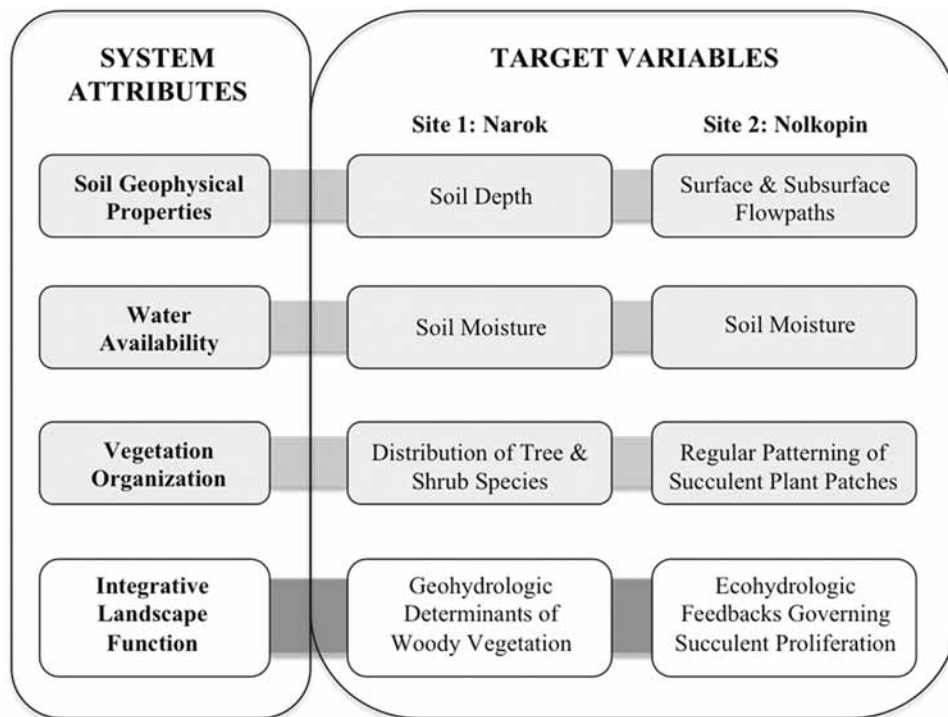 SYSTEM
ATTRIBUTES
TARGET VARIABLES
Site 1: Narok
Site 2: Nolkopin
Soil Geophysical
Properties
Soil Depth
Surface & Subsurface
Flowpaths
Water
Availability
Soil Moisture
Soil Moisture
Vegetation
Organization
Distribution of Tree &
Shrub Species
Regular Patterning of
Succulent Plant Patches
Integrative
Landscape
Function
Geohydrologic
Determinants of
Woody Vegetation
Ecohydrologic
Feedbacks Governing
Succulent Proliferation